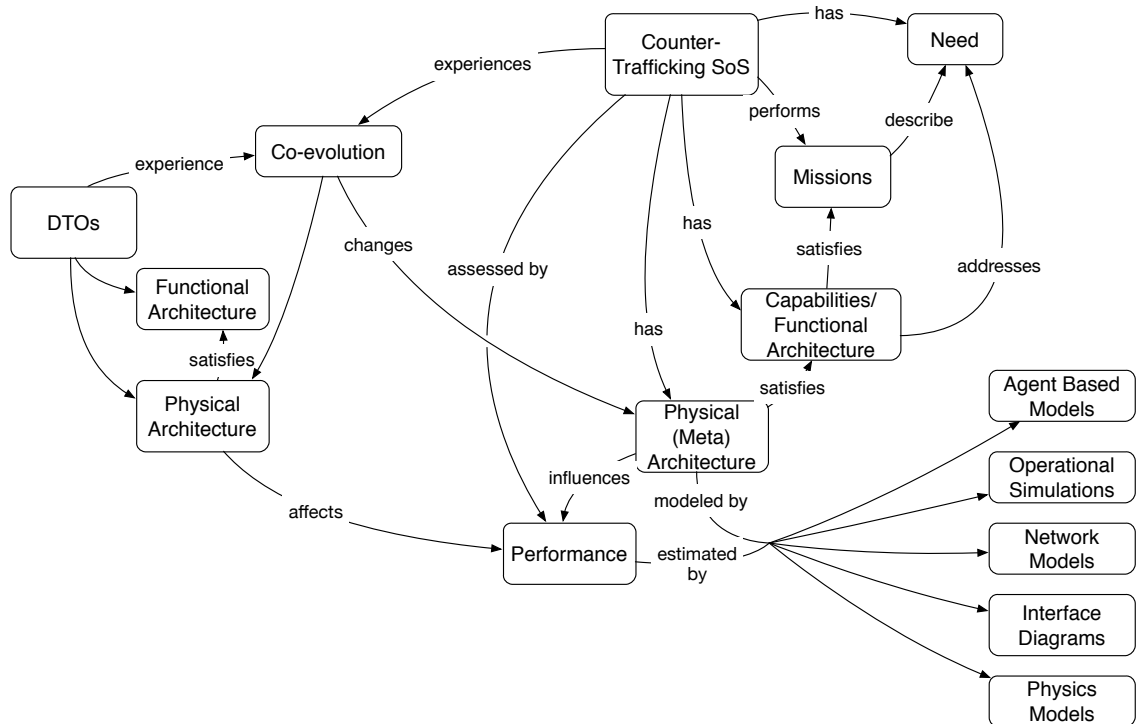 has
Counter-
Trafficking SoS
Need
experiences
performs
describe
Co-evolution
experience
Missions
DTOs
has
changes
satisfies
assessed by
addresses
Functional
Architecture
Capabilities/
Functional
Architecture
has
satisfies
satisfies
Physical
Architecture
Agent Based
Models
Physical
(Meta)
Architecture
Operational
Simulations
influences
modeled by
affects
Performance
estimated
by
Network
Models
Interface
Diagrams
Physics
Models